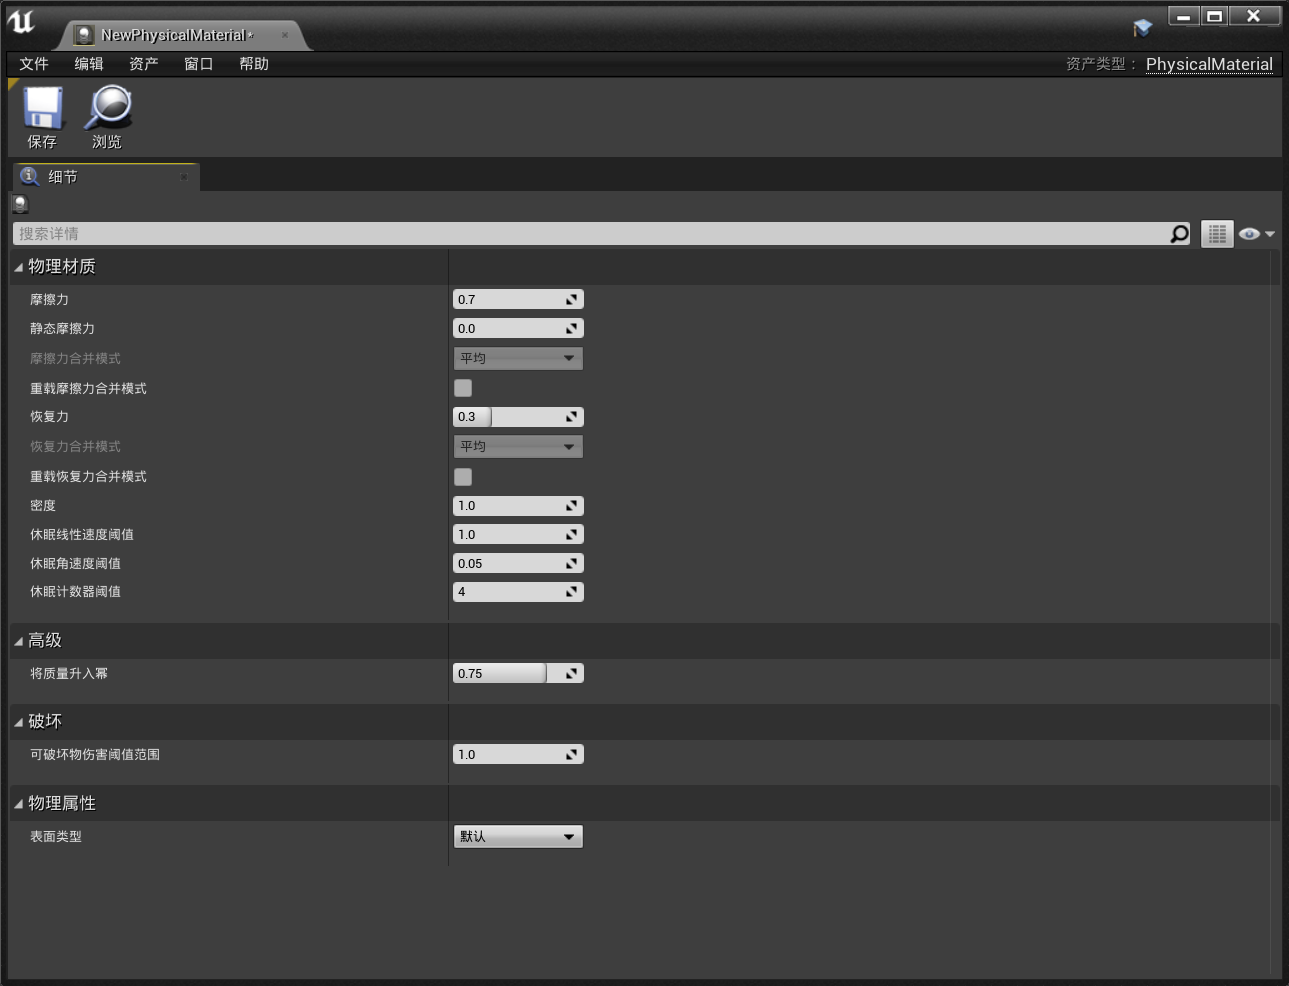 NewPhysicalMaterial*
文件 编辑 资产 窗口 帮助 资产类型： PhysicalMaterial
保存 浏览
细节
搜索详情
物理材质
摩擦力 0.7
静态摩擦力 0.0
摩擦力合并模式 平均
重载摩擦力合并模式
恢复力 0.3
恢复力合并模式 平均
重载恢复力合并模式
密度 1.0
休眠线性速度阈值 1.0
休眠角速度阈值 0.05
休眠计数器阈值 4
高级
将质量升入幂 0.75
破坏
可破坏物伤害阈值范围 1.0
物理属性
表面类型 默认